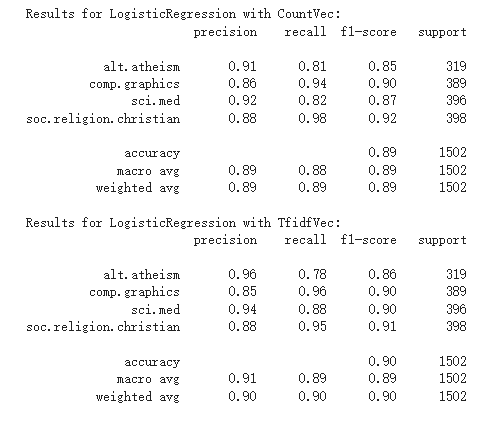 Results for LogisticRegression with CountVec:
precision recall f1-score support
alt.atheism 0.91 0.81 0.85 319
comp.graphics 0.86 0.94 0.90 389
sci.med 0.92 0.82 0.87 396
soc.religion.christian 0.88 0.98 0.92 398
accuracy 0.89 1502
macro avg 0.89 0.88 0.89 1502
weighted avg 0.89 0.89 0.89 1502
Results for LogisticRegression with TfidfVec:
precision recall f1-score support
alt.atheism 0.96 0.78 0.86 319
comp.graphics 0.85 0.96 0.90 389
sci.med 0.94 0.88 0.90 396
soc.religion.christian 0.88 0.95 0.91 398
accuracy 0.90 1502
macro avg 0.91 0.89 0.89 1502
weighted avg 0.90 0.90 0.90 1502